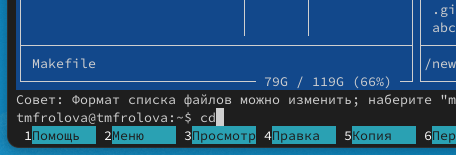 .gi
abc
Makefile
/new
79G / 119G (66%)
Совет: Формат списка файлов можно изменить; наберите "m
tmfrolova@tmfrolova:~$ cd
1Помощь 2Меню 3Просмотр 4Правка 5Копия 6Пер